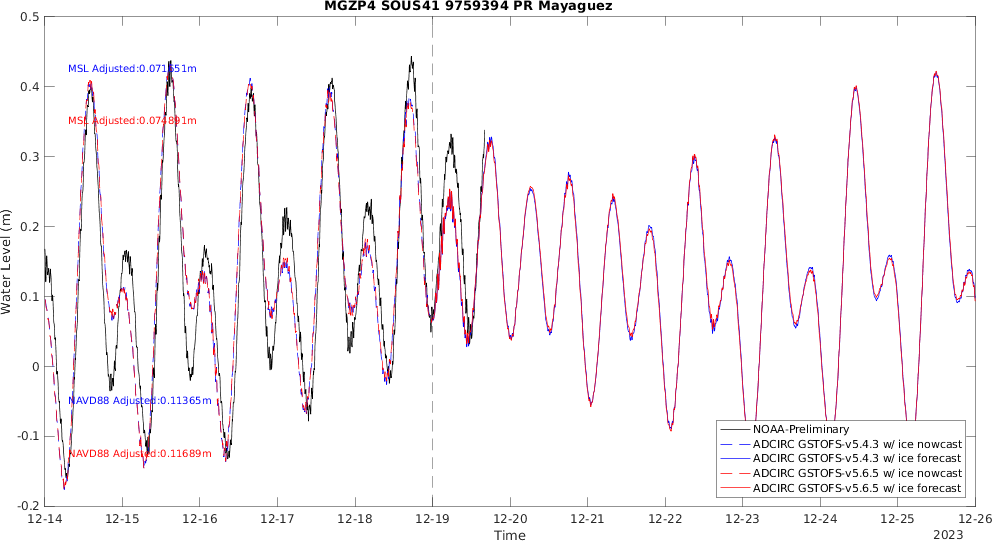 MGZP4 SOUS41 9759394 PR Mayaguez
Water Level (m)
0.5
0.4
0.3
0.2
0.1
0
-0.1
-0.2
MSL Adjusted:0.071551m
MSL Adjusted:0.074891m
NAVD88 Adjusted:0.11365m
NAVD88 Adjusted:0.11689m
NOAA-Preliminary
ADCIRC GSTOFS-v5.4.3 w/ ice nowcast
ADCIRC GSTOFS-v5.4.3 w/ ice forecast
ADCIRC GSTOFS-v5.6.5 w/ ice nowcast
ADCIRC GSTOFS-v5.6.5 w/ ice forecast
12-14 12-15 12-16 12-17 12-18 12-19 12-20 12-21 12-22 12-23 12-24 12-25 12-26
Time
2023